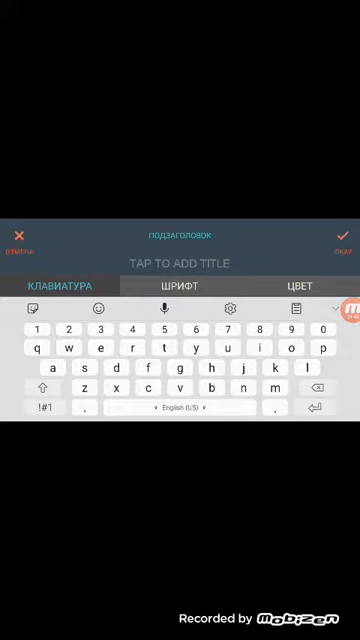 ПОДЗАГОЛОВОК
ОТМЕНА
ОКАУ
TAP TO ADD TITLE
КЛАВИАТУРА ШРИФТ ЦВЕТ
1 2 3 4 5 6 7 8 9 0
q w e r t y u i o p
a s d f g h j k l
z x c v b n m
!#1 , English (US) .
Recorded by mobizen